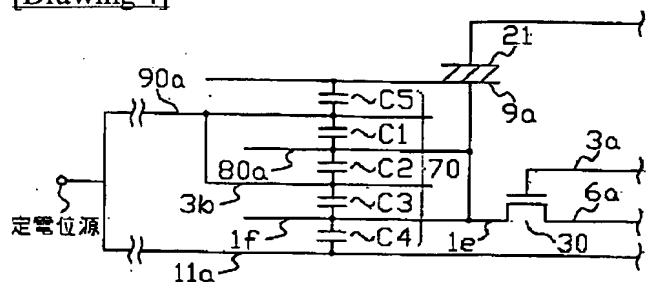 [Drawing 4]
21
90a
C5
9a
C1
3a
80a
C2
70
3b
C3
6a
定電位源
1f
C4
1e
30
11a